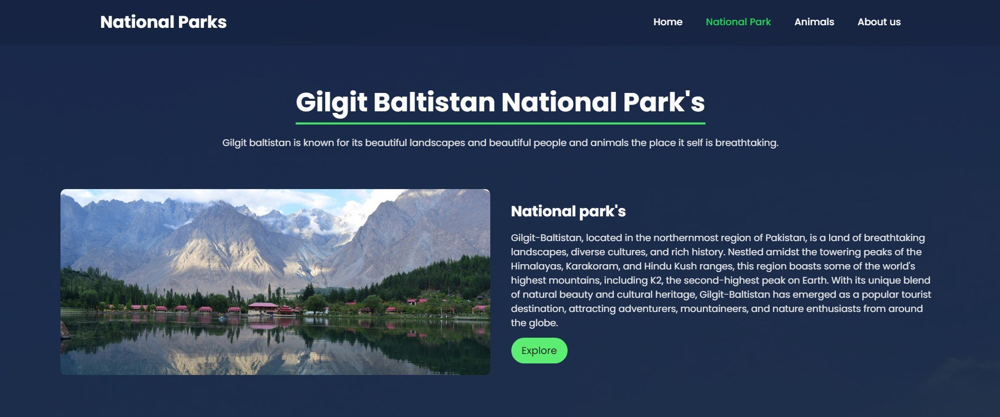 National Parks
Home National Park Animals About us
Gilgit Baltistan National Park's
Gilgit baltistan is known for its beautiful landscapes and beautiful people and animals the place it self is breathtaking.
National park's
Gilgit-Baltistan, located in the northernmost region of Pakistan, is a land of breathtaking
landscapes, diverse cultures, and rich history. Nestled amidst the towering peaks of the
Himalayas, Karakoram, and Hindu Kush ranges, this region boasts some of the world's
highest mountains, including K2, the second-highest peak on Earth. With its unique blend
of natural beauty and cultural heritage, Gilgit-Baltistan has emerged as a popular tourist
destination, attracting adventurers, mountaineers, and nature enthusiasts from around
the globe.
Explore